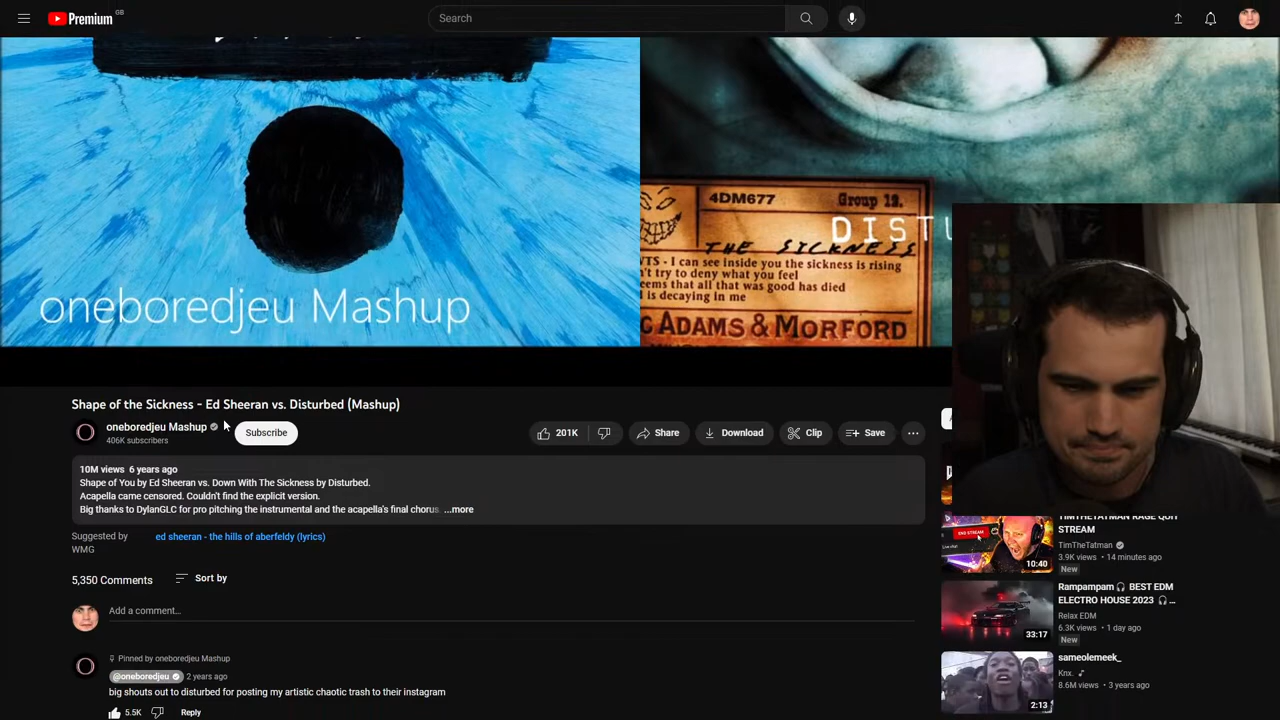 Premium GB
Search
4DM677 Group 12.
DISTU
THE SICKNESS
I can see inside you the sickness is rising
't try to deny what you feel
eems that all that was good has died
is decaying in me
ADAMS & MORFORD
oneboredjeu Mashup
Shape of the Sickness - Ed Sheeran vs. Disturbed (Mashup)
oneboredjeu Mashup
406K subscribers
Subscribe
201K
Share
Download
Clip
Save
10M views 6 years ago
Shape of You by Ed Sheeran vs. Down With The Sickness by Disturbed.
Acapella came censored. Couldn't find the explicit version.
Big thanks to DylanGLC for pro pitching the instrumental and the acapella's final chorus ...more
Suggested by
WMG
ed sheeran - the hills of aberfeldy (lyrics)
5,350 Comments
Sort by
Add a comment...
Pinned by oneboredjeu Mashup
@oneboredjeu 2 years ago
big shouts out to disturbed for posting my artistic chaotic trash to their instagram
5.5K
Reply
END STREAM
10:40
TIMTHETATMAN RAGE QUIT
STREAM
TimTheTatman
3.9K views • 14 minutes ago
New
33:17
Rampampam 🎧 BEST EDM
ELECTRO HOUSE 2023 🎧 ...
Relax EDM
6.3K views • 1 day ago
New
2:13
sameolemeek_
Knx. ♪
8.6M views • 3 years ago